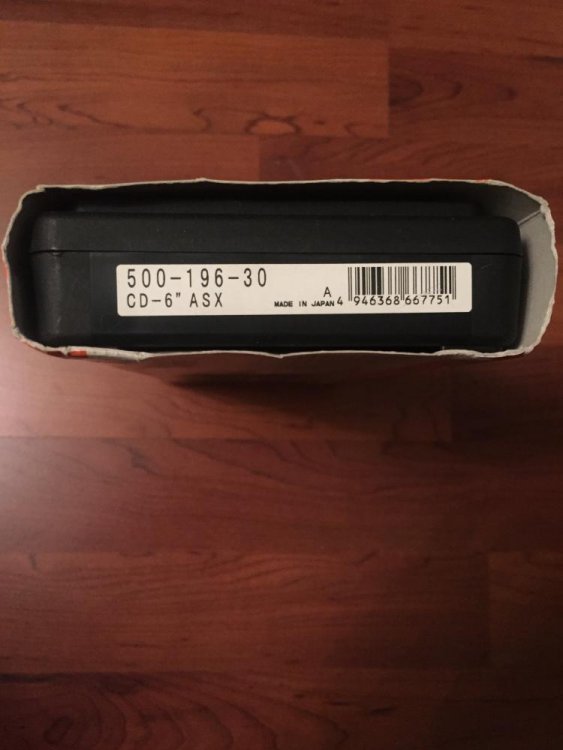 500-196-30
CD-6" ASX
A
MADE IN JAPAN
4 946368 667751